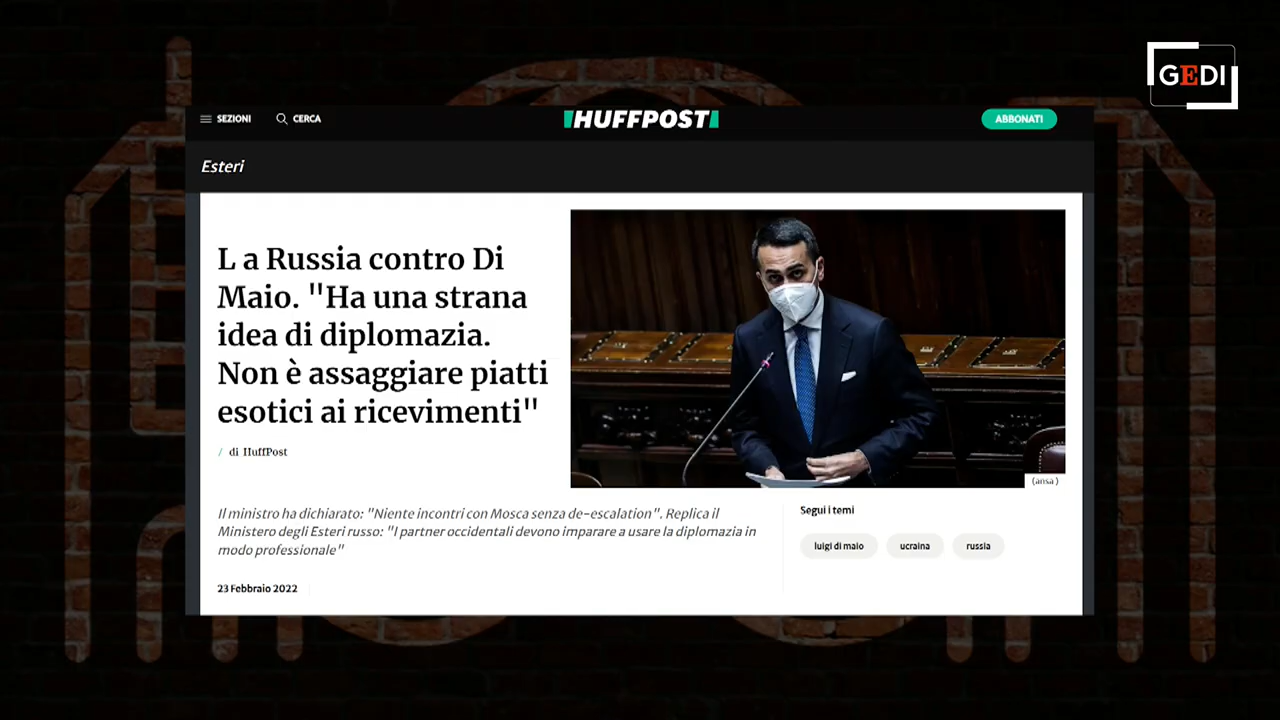 GEDI
SEZIONI
CERCA
HUFFPOST
ABBONATI
Esteri
L a Russia contro Di
Maio. "Ha una strana
idea di diplomazia.
Non è assaggiare piatti
esotici ai ricevimenti"
/ di HuffPost
(ansa)
Il ministro ha dichiarato: "Niente incontri con Mosca senza de-escalation". Replica il
Ministero degli Esteri russo: "I partner occidentali devono imparare a usare la diplomazia in
modo professionale"
23 Febbraio 2022
Segui i temi
luigi di maio
ucraina
russia